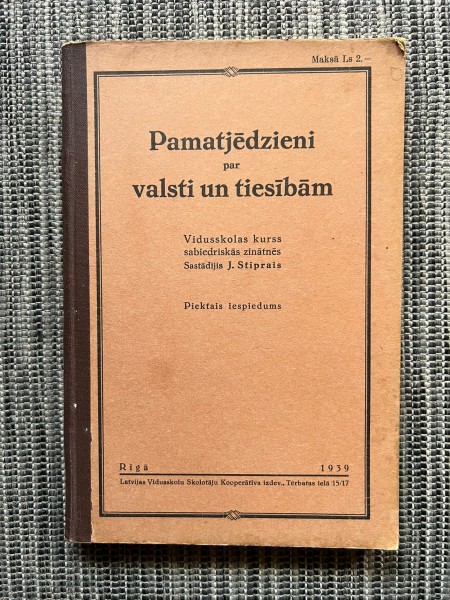 Maksā Ls 2.—
Pamatjēdzieni
par
valsti un tiesībām
Vidusskolas kurss
sabiedriskās zinātnēs
Sastādījis J. Stiprais
Piektais iespiedums
Rīgā 1939
Latvijas Vidusskolu Skolotāju Kooperātīva izdev., Tērbatas ielā 15/17